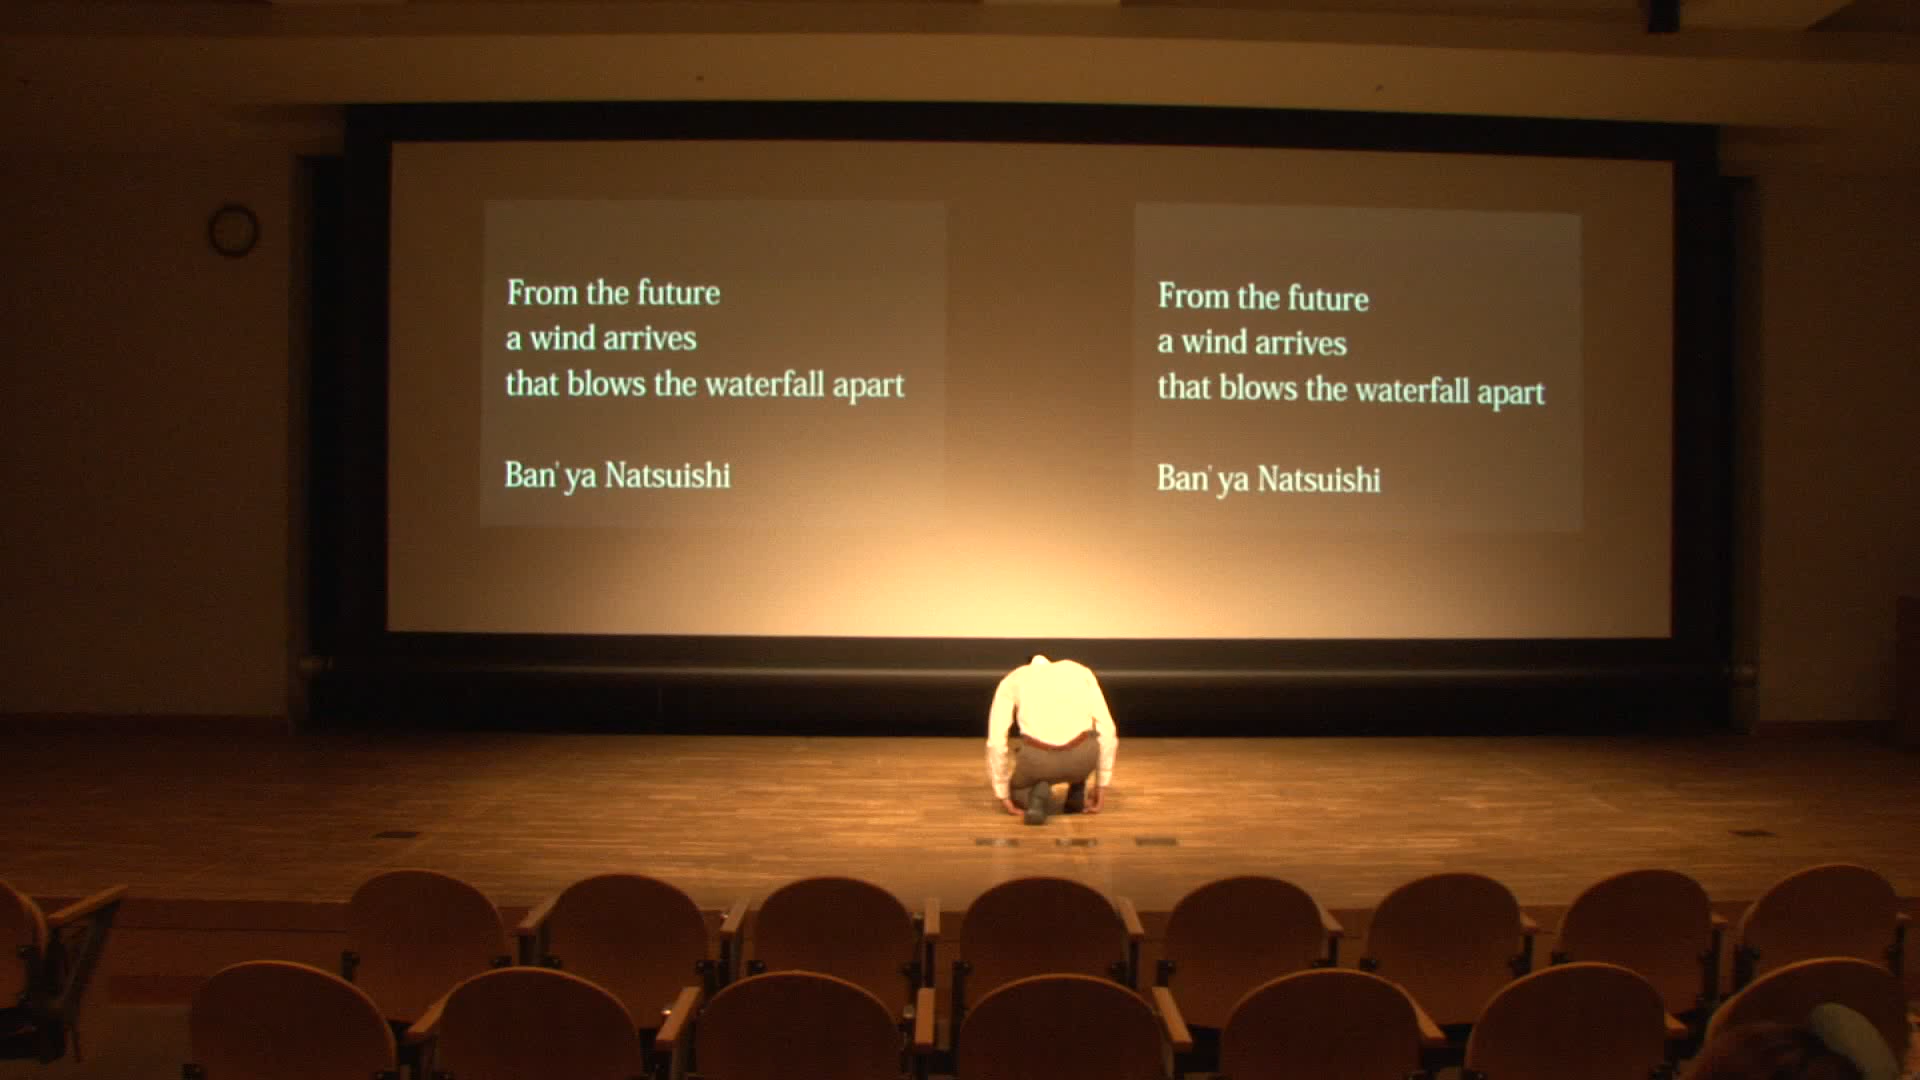 From the future
a wind arrives
that blows the waterfall apart
Ban'ya Natsuishi
From the future
a wind arrives
that blows the waterfall apart
Ban'ya Natsuishi